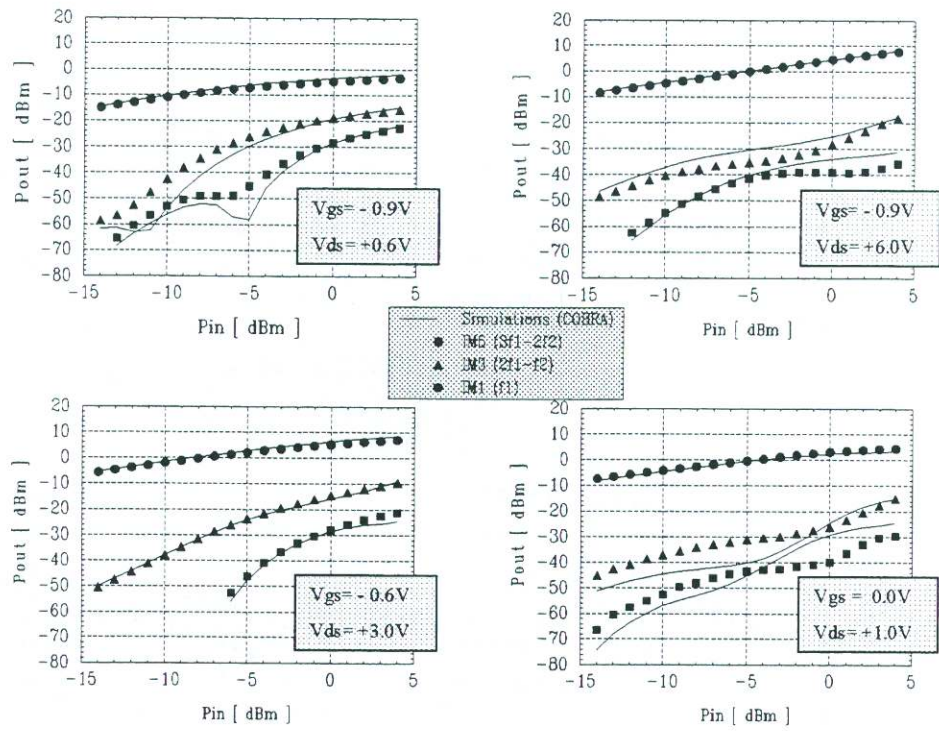 20
10
0
-10
-20
-30
-40
-50
-60
-70
-80
Pout [ dBm]
Vgs= - 0.9V
Vds= +0.6V
-15 -10 -5 0 5
Pin [ dBm]
20
10
0
-10
-20
-30
-40
-50
-60
-70
-80
Pout [ dBm]
Vgs= - 0.9V
Vds= +6.0V
-15 -10 -5 0 5
Pin [ dBm]
Simulations (COBRA)
IM5 (3f1-2f2)
IM3 (2f1-f2)
IM1 (f1)
20
10
0
-10
-20
-30
-40
-50
-60
-70
-80
Pout [ dBm]
Vgs= - 0.6V
Vds= +3.0V
-15 -10 -5 0 5
Pin [ dBm]
20
10
0
-10
-20
-30
-40
-50
-60
-70
-80
Pout [ dBm]
Vgs = 0.0V
Vds= +1.0V
-15 -10 -5 0 5
Pin [ dBm]